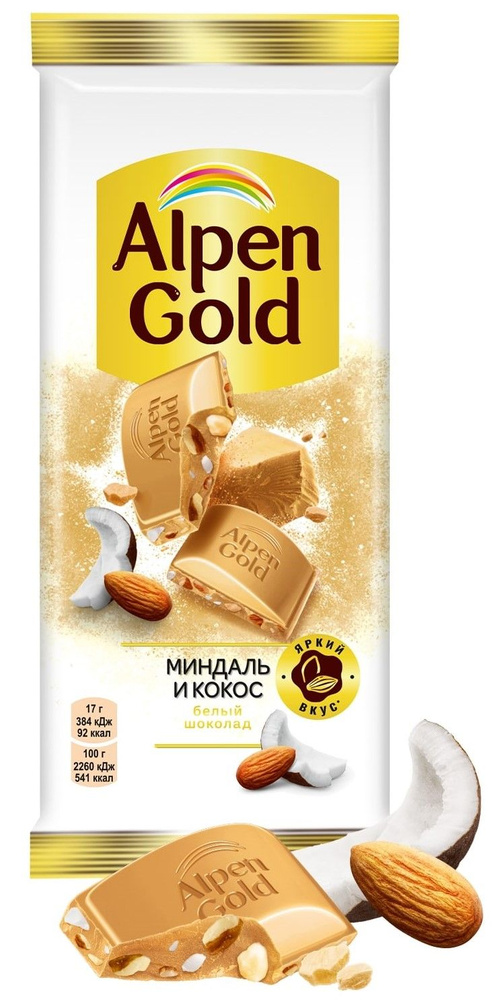 Alpen
Gold
Alpen
Gold
Alpen
Gold
МИНДАЛЬ
И КОКОС
белый
шоколад
ЯРКИЙ
ВКУС*
17 г
384 кДж
92 ккал
100 г
2260 кДж
541 ккал
Alpen
Gold